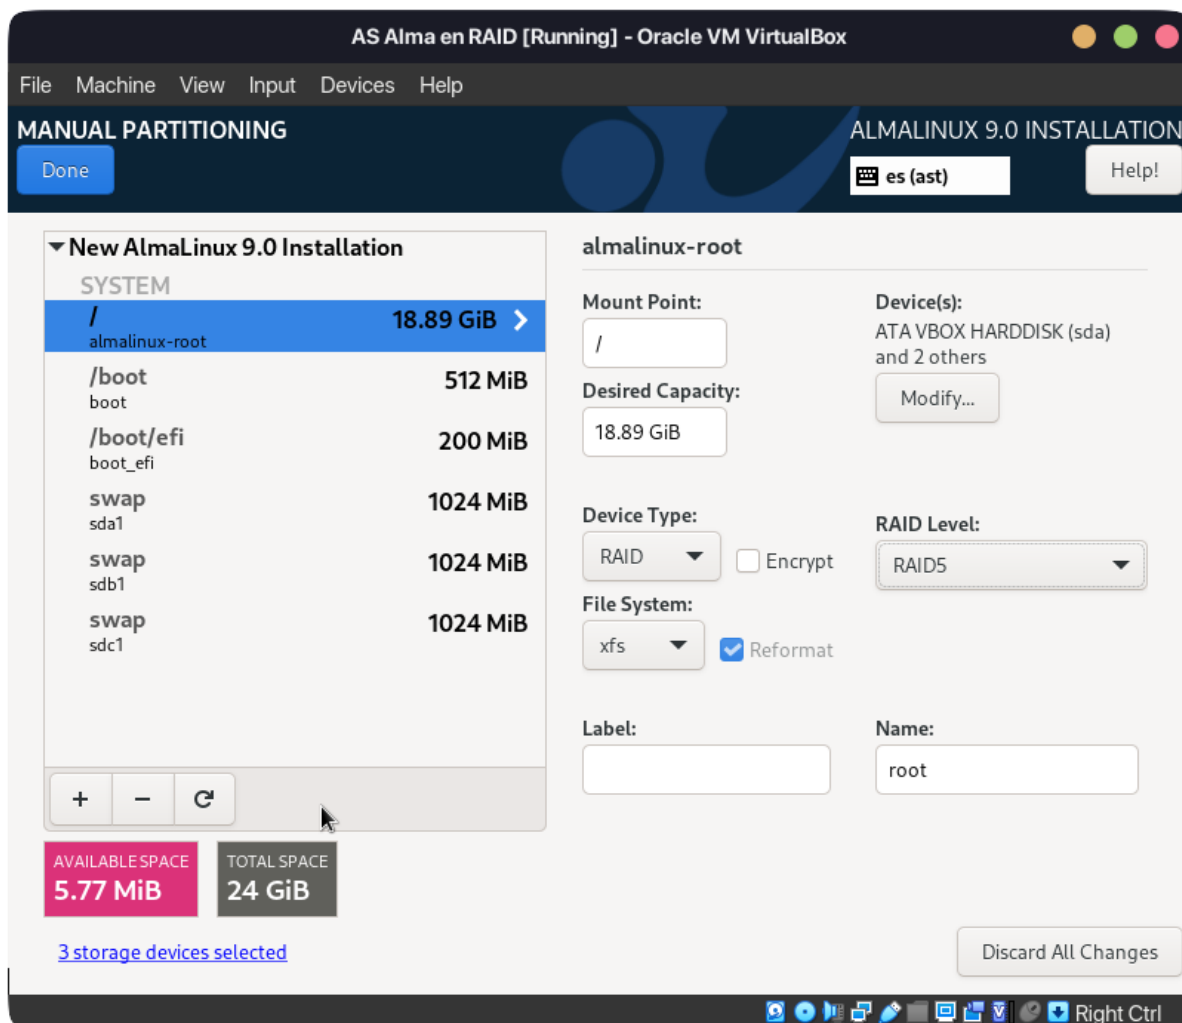 AS Alma en RAID [Running] - Oracle VM VirtualBox
File Machine View Input Devices Help
MANUAL PARTITIONING
ALMALINUX 9.0 INSTALLATION
Done
es (ast)
Help!
New AlmaLinux 9.0 Installation
SYSTEM
/ 18.89 GiB
almalinux-root
/boot 512 MiB
boot
/boot/efi 200 MiB
boot_efi
swap 1024 MiB
sda1
swap 1024 MiB
sdb1
swap 1024 MiB
sdc1
+ −
AVAILABLE SPACE
5.77 MiB
TOTAL SPACE
24 GiB
3 storage devices selected
almalinux-root
Mount Point:
/
Device(s):
ATA VBOX HARDDISK (sda)
and 2 others
Modify...
Desired Capacity:
18.89 GiB
Device Type:
RAID
Encrypt
RAID Level:
RAID5
File System:
xfs
Reformat
Label:
Name:
root
Discard All Changes
Right Ctrl